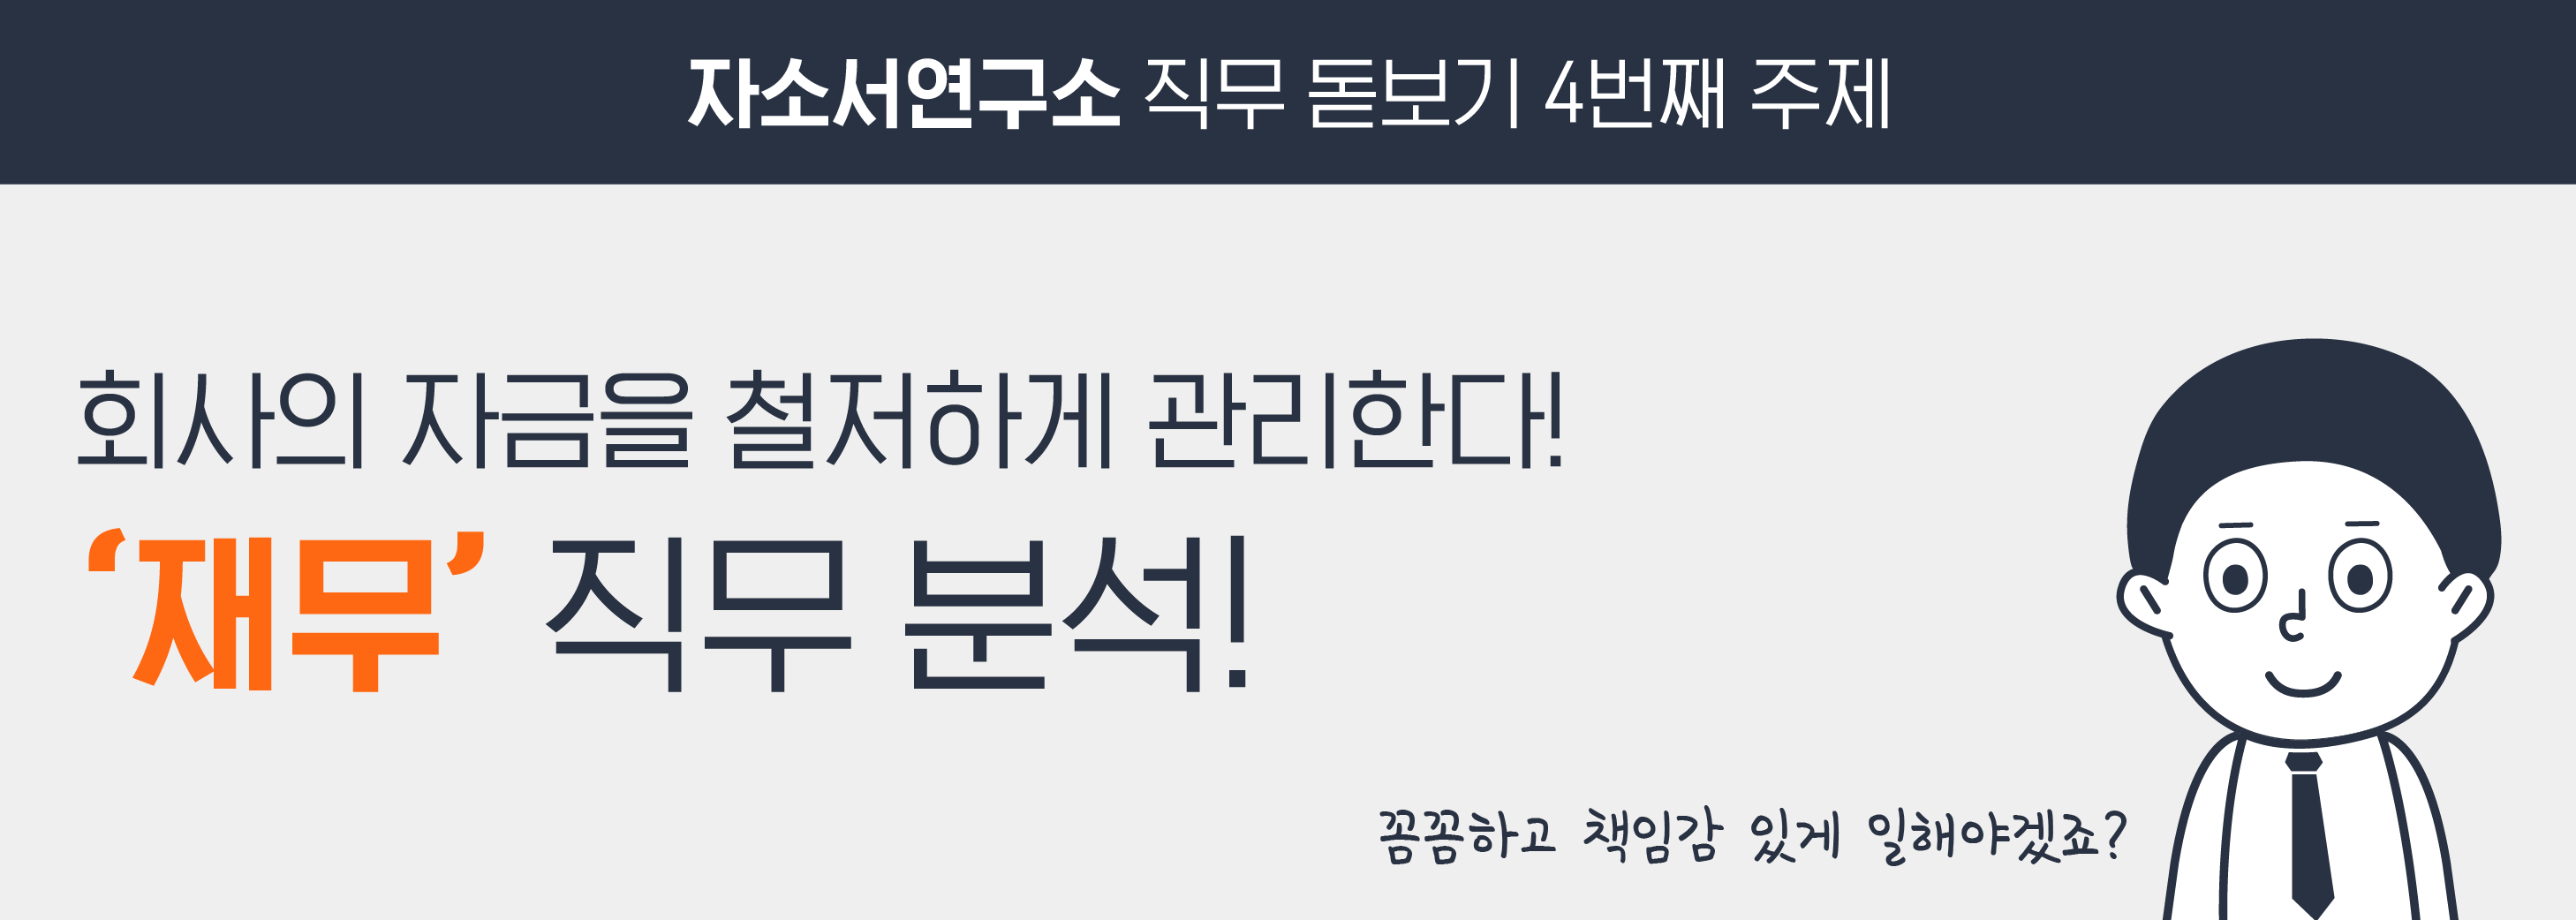 자소서연구소 직무 돋보기 4번째 주제
회사의 자금을 철저하게 관리한다!
‘재무’ 직무 분석!
꼼꼼하고 책임감 있게 일해야겠죠?